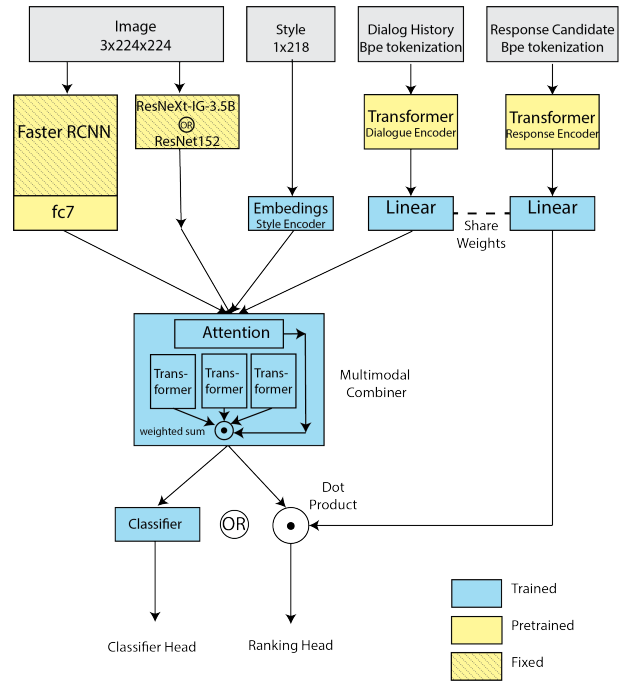 Image
3x224x224
Style
1x218
Dialog History
Bpe tokenization
Response Candidate
Bpe tokenization
Faster RCNN
fc7
ResNeXt-IG-3.5B
OR
ResNet152
Transformer
Dialogue Encoder
Transformer
Response Encoder
Embedings
Style Encoder
Linear
Linear
Share
Weights
Attention
Trans-
former
Trans-
former
Trans-
former
weighted sum
Multimodal
Combiner
Dot
Product
Classifier
OR
Classifier Head
Ranking Head
Trained
Pretrained
Fixed